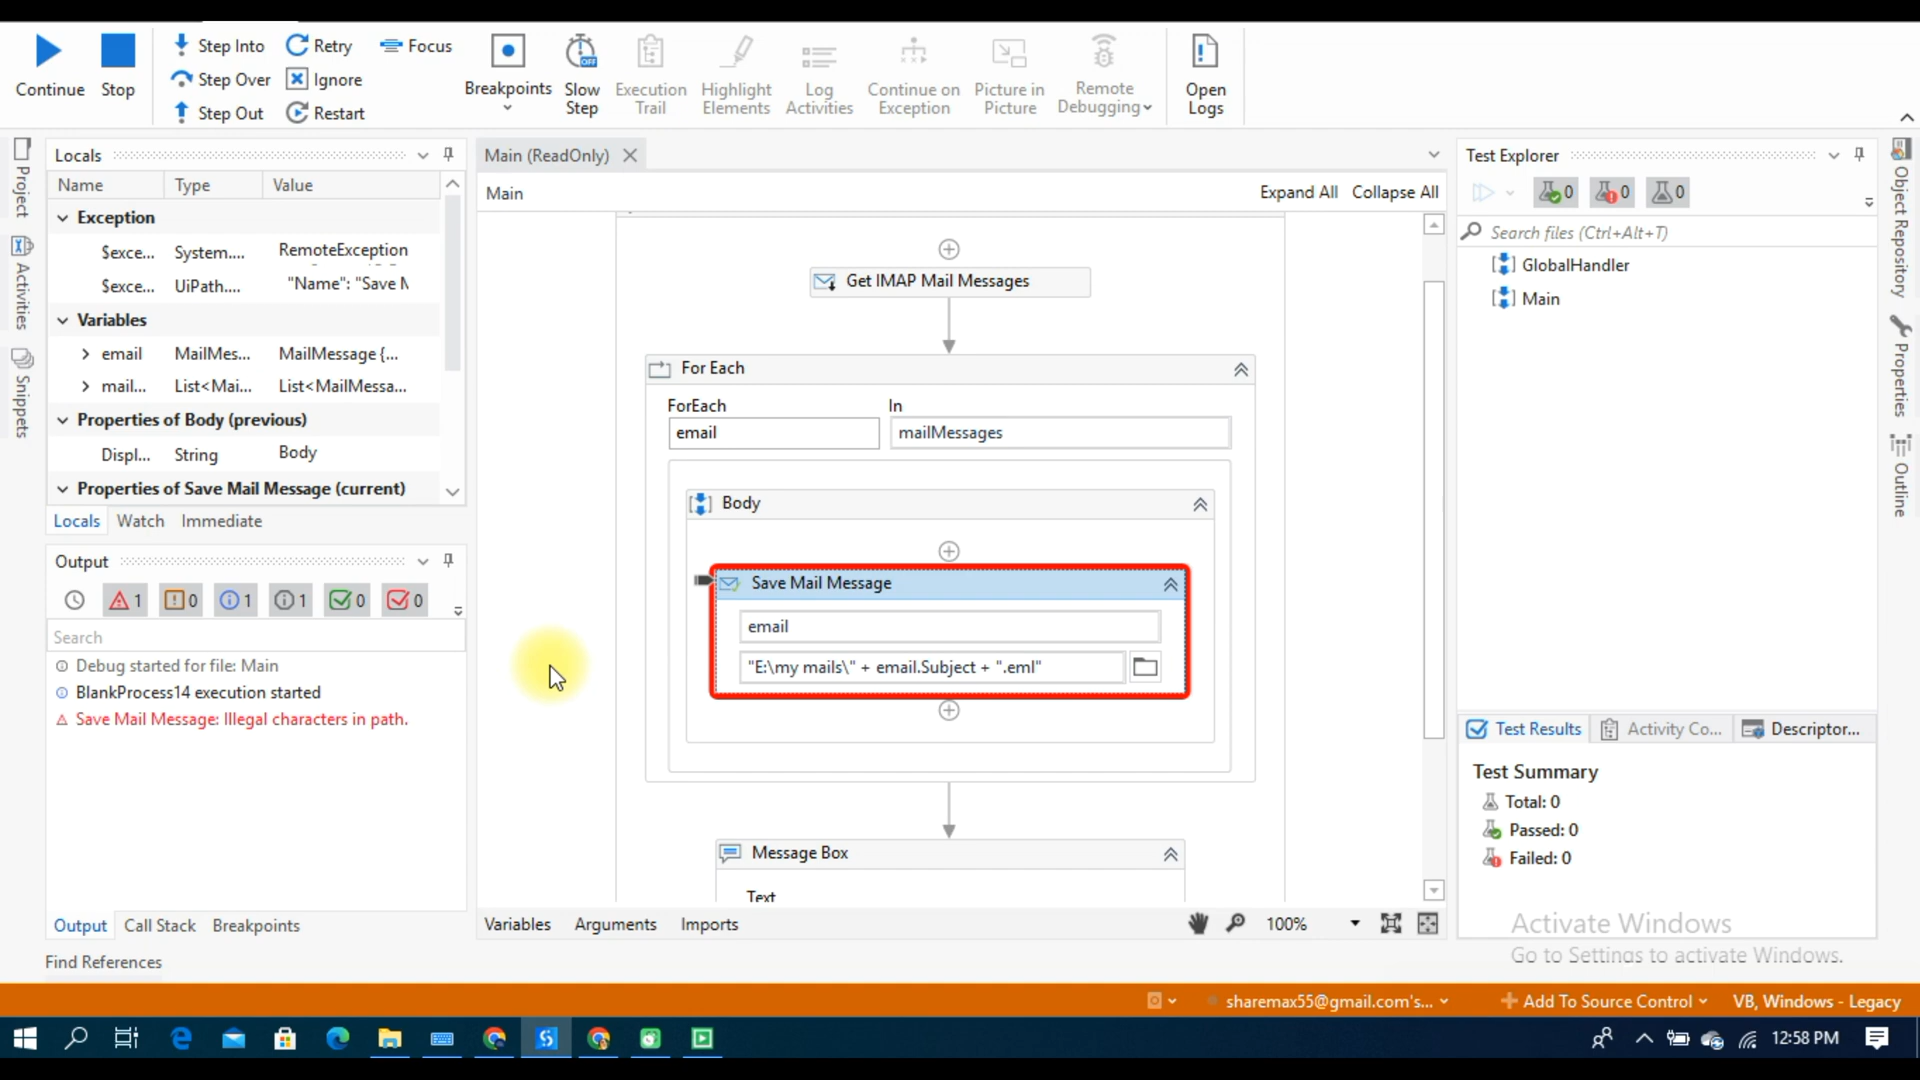 Continue
Stop
Step Into
Step Over
Step Out
Retry
Ignore
Restart
Focus
Breakpoints
Slow
Step
Execution
Trail
Highlight
Elements
Log
Activities
Continue on
Exception
Picture in
Picture
Remote
Debugging
Open
Logs
Project
Activities
Snippets
Locals
Name Type Value
Exception
$exce... System.... RemoteException
$exce... UiPath.... "Name": "Save M
Variables
email MailMes... MailMessage {...
mail... List<Mai... List<MailMessa...
Properties of Body (previous)
Displ... String Body
Properties of Save Mail Message (current)
Locals Watch Immediate
Output
1 0 1 1 0 0
Search
Debug started for file: Main
BlankProcess14 execution started
Save Mail Message: Illegal characters in path.
Output Call Stack Breakpoints
Find References
Main (ReadOnly)
Main
Expand All Collapse All
Get IMAP Mail Messages
For Each
ForEach In
email mailMessages
Body
Save Mail Message
email
"E:\my mails\" + email.Subject + ".eml"
Message Box
Text
Variables Arguments Imports
100%
Test Explorer
0 0 0
Search files (Ctrl+Alt+T)
GlobalHandler
Main
Test Results Activity Co... Descriptor...
Test Summary
Total: 0
Passed: 0
Failed: 0
Activate Windows
Go to Settings to activate Windows.
Object Repository
Properties
Outline
sharemax55@gmail.com's...
Add To Source Control
VB, Windows - Legacy
12:58 PM